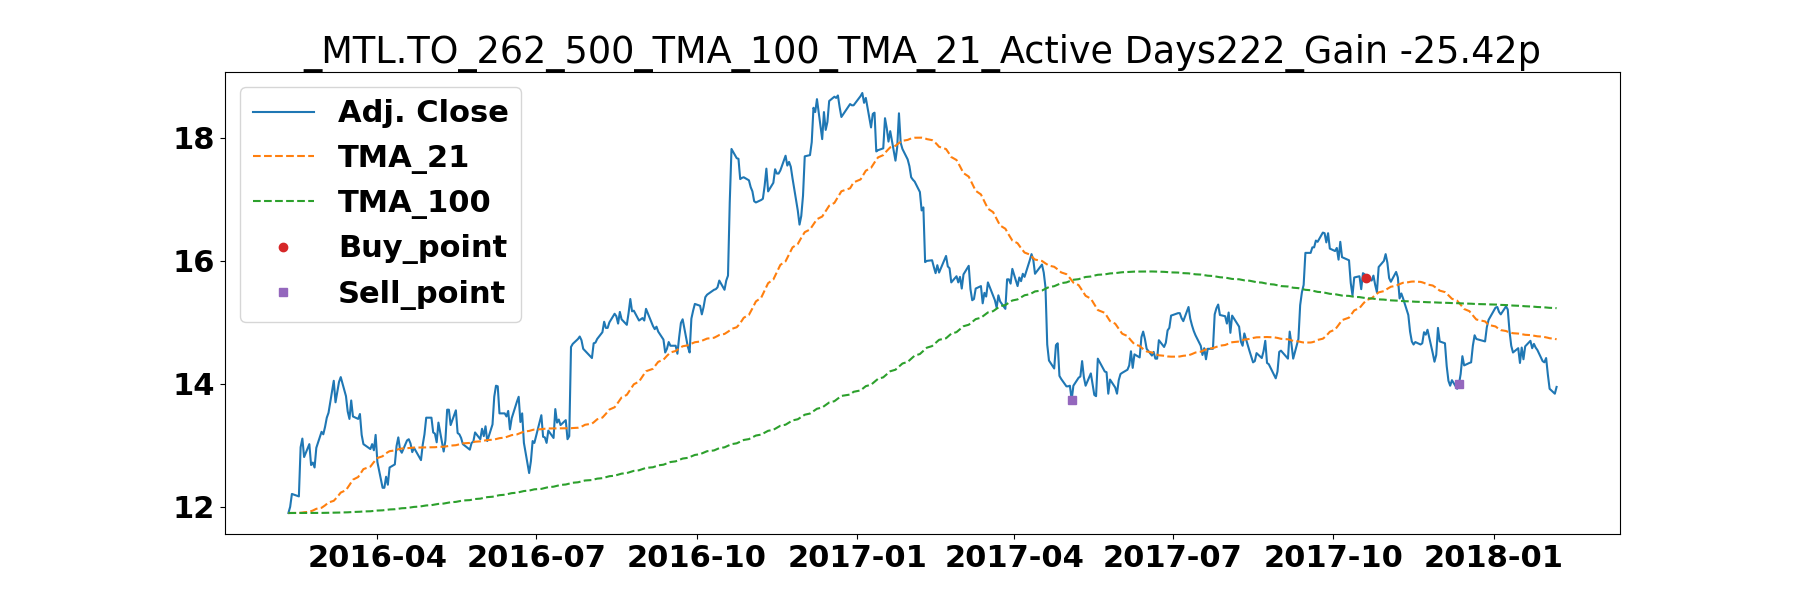 _MTL.TO_262_500_TMA_100_TMA_21_Active Days222_Gain -25.42p
Adj. Close
TMA_21
TMA_100
Buy_point
Sell_point
18
16
14
12
2016-04 2016-07 2016-10 2017-01 2017-04 2017-07 2017-10 2018-01